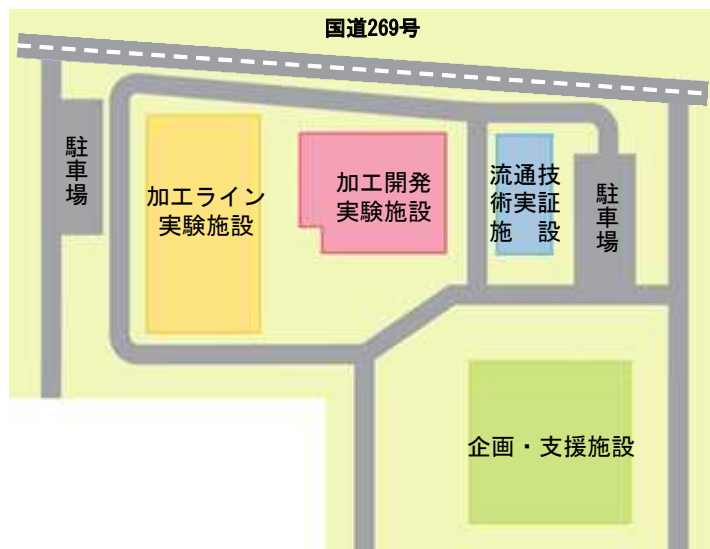 国道269号
駐車場
加工ライン
実験施設
加工開発
実験施設
流通技
術実証
施　設
駐車場
企画・支援施設